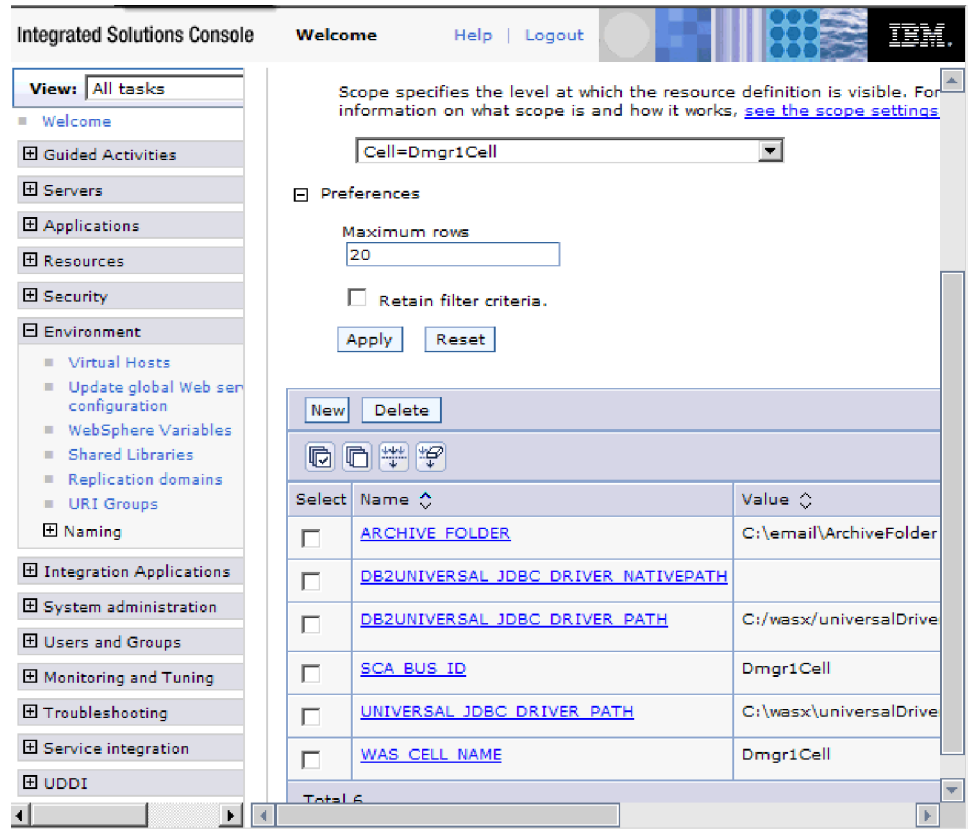 Integrated Solutions Console Welcome Help | Logout IBM.
View: All tasks
Welcome
Guided Activities
Servers
Applications
Resources
Security
Environment
Virtual Hosts
Update global Web ser
configuration
WebSphere Variables
Shared Libraries
Replication domains
URI Groups
Naming
Integration Applications
System administration
Users and Groups
Monitoring and Tuning
Troubleshooting
Service integration
UDDI
Scope specifies the level at which the resource definition is visible. For
information on what scope is and how it works, see the scope settings
Cell=Dmgr1Cell
Preferences
Maximum rows
20
Retain filter criteria.
Apply Reset
New Delete
Select Name Value
ARCHIVE_FOLDER C:\email\ArchiveFolder
DB2UNIVERSAL_JDBC_DRIVER_NATIVEPATH
DB2UNIVERSAL_JDBC_DRIVER_PATH C:/wasx/universalDrive
SCA_BUS_ID Dmgr1Cell
UNIVERSAL_JDBC_DRIVER_PATH C:\wasx\universalDrive
WAS_CELL_NAME Dmgr1Cell
Total 6